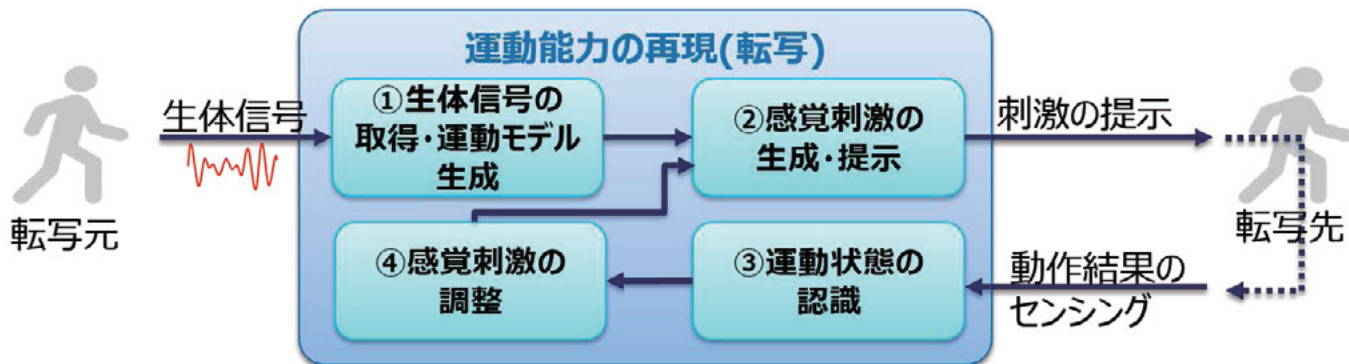 運動能力の再現(転写)
生体信号
転写元
①生体信号の
取得・運動モデル
生成
②感覚刺激の
生成・提示
刺激の提示
転写先
④感覚刺激の
調整
③運動状態の
認識
動作結果の
センシング